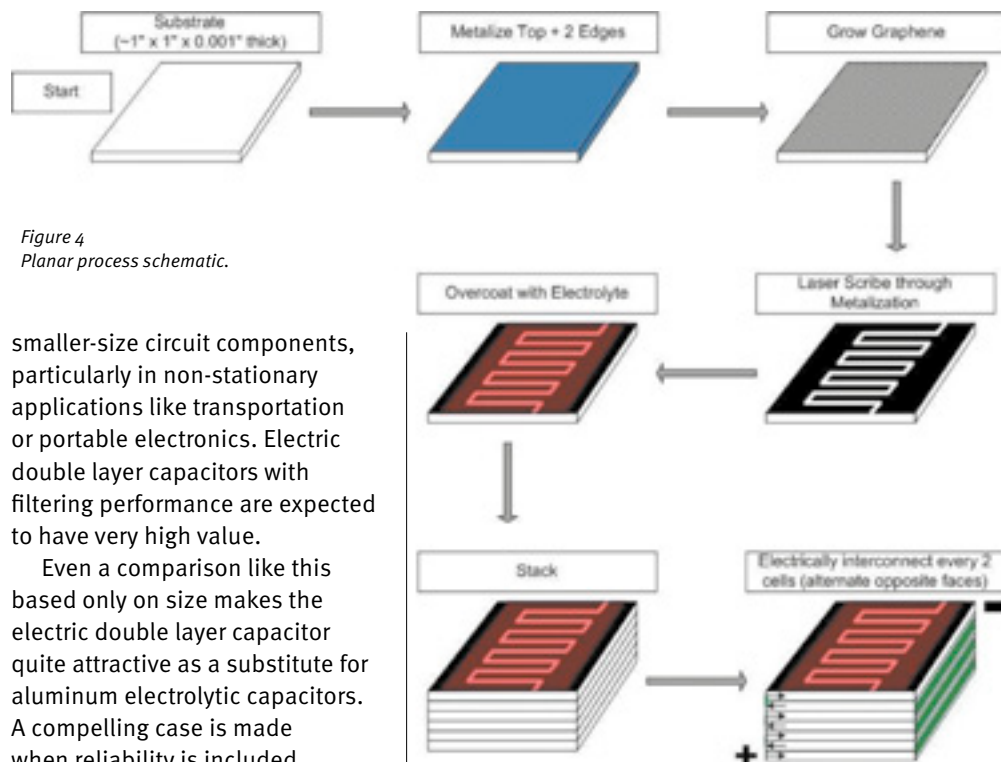 Substrate
(~1" x 1" x 0.001" thick)
Metalize Top + 2 Edges
Grow Graphene
Start
Figure 4
Planar process schematic.
Overcoat with Electrolyte
Laser Scribe through
Metalization
Stack
Electrically interconnect every 2
cells (alternate opposite faces)
-
+
smaller-size circuit components,
particularly in non-stationary
applications like transportation
or portable electronics. Electric
double layer capacitors with
filtering performance are expected
to have very high value.
Even a comparison like this
based only on size makes the
electric double layer capacitor
quite attractive as a substitute for
aluminum electrolytic capacitors.
A compelling case is made
when reliability is included